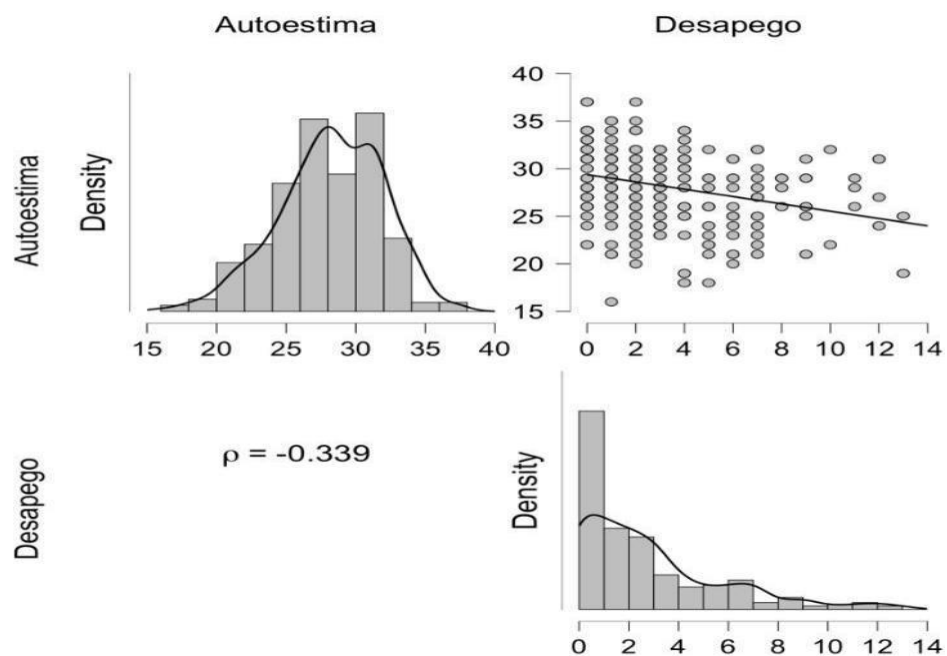 Autoestima
Desapego
Autoestima
Density
15 20 25 30 35 40
40
35
30
25
20
15
0 2 4 6 8 10 12 14
Desapego
ρ = -0.339
Density
0 2 4 6 8 10 12 14